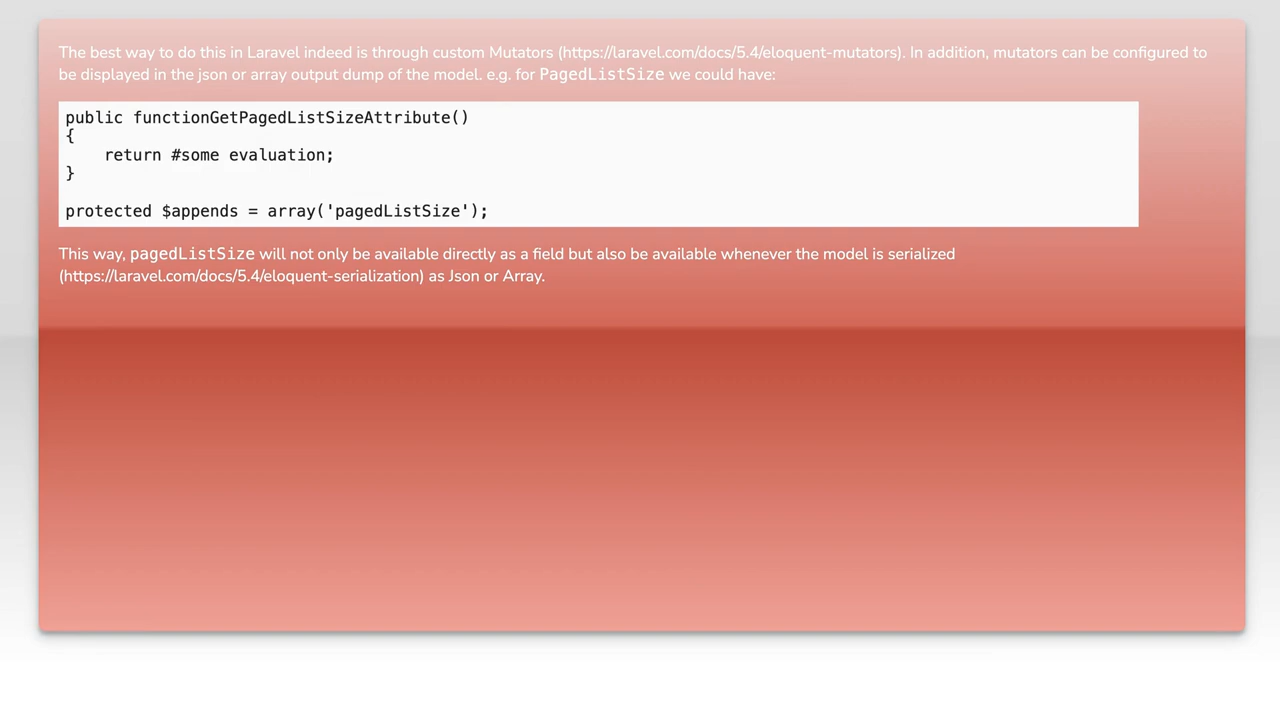 The best way to do this in Laravel indeed is through custom Mutators (https://laravel.com/docs/5.4/eloquent-mutators). In addition, mutators can be configured to
be displayed in the json or array output dump of the model. e.g. for PagedListSize we could have:
public functionGetPagedListSizeAttribute()
{
    return #some evaluation;
}
protected $appends = array('pagedListSize');
This way, pagedListSize will not only be available directly as a field but also be available whenever the model is serialized
(https://laravel.com/docs/5.4/eloquent-serialization) as Json or Array.